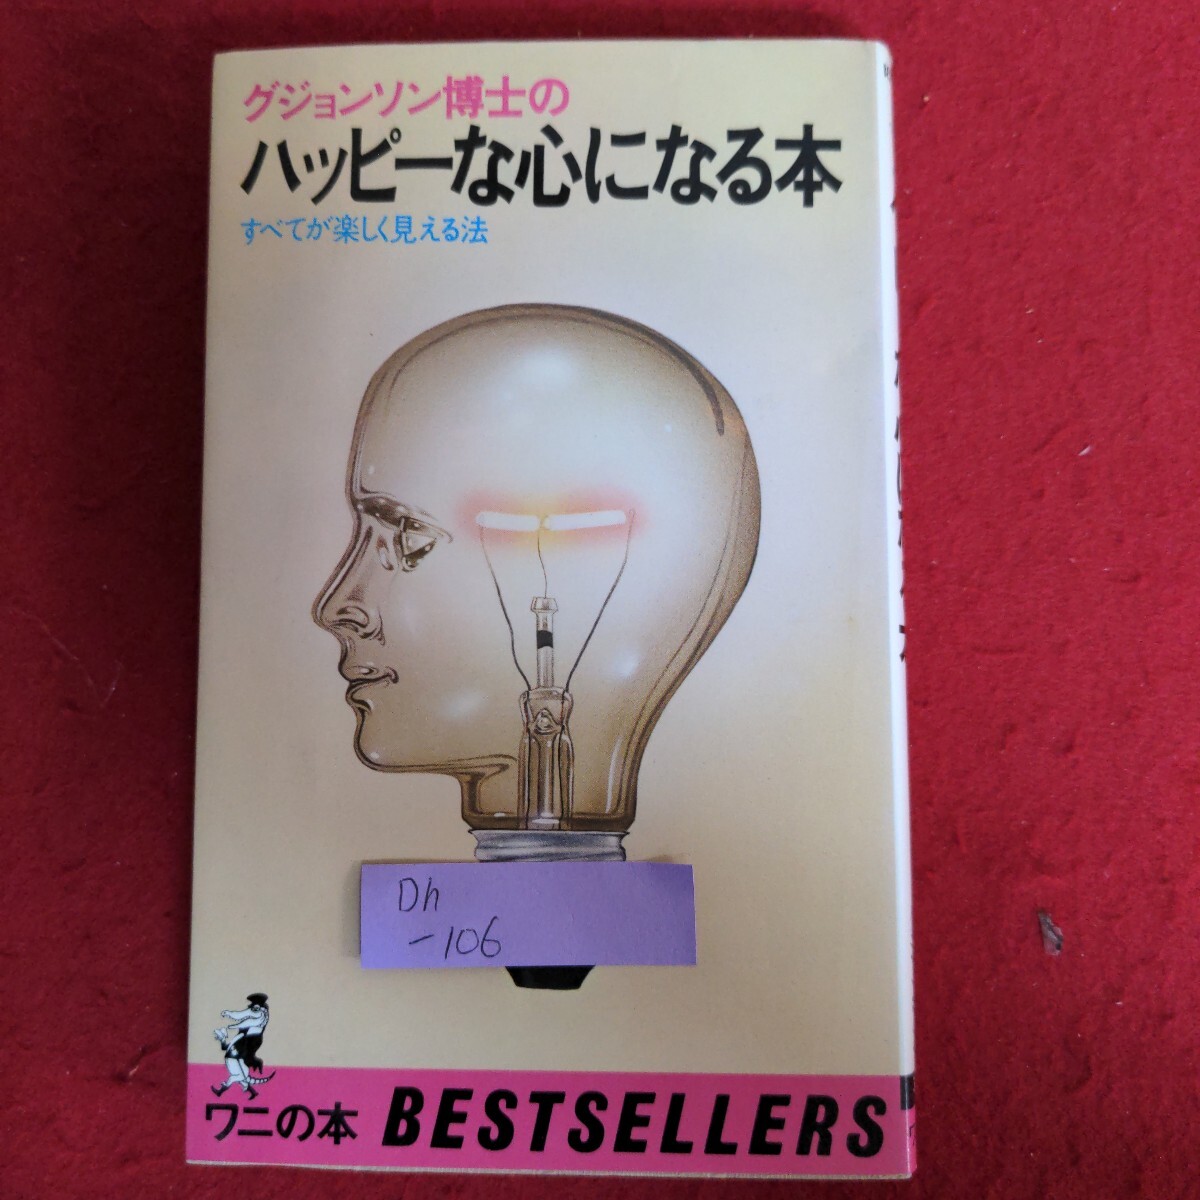 グジョンソン博士の
ハッピーな心になる本
すべてが楽しく見える法
Dh
-106
ワニの本 BESTSELLERS